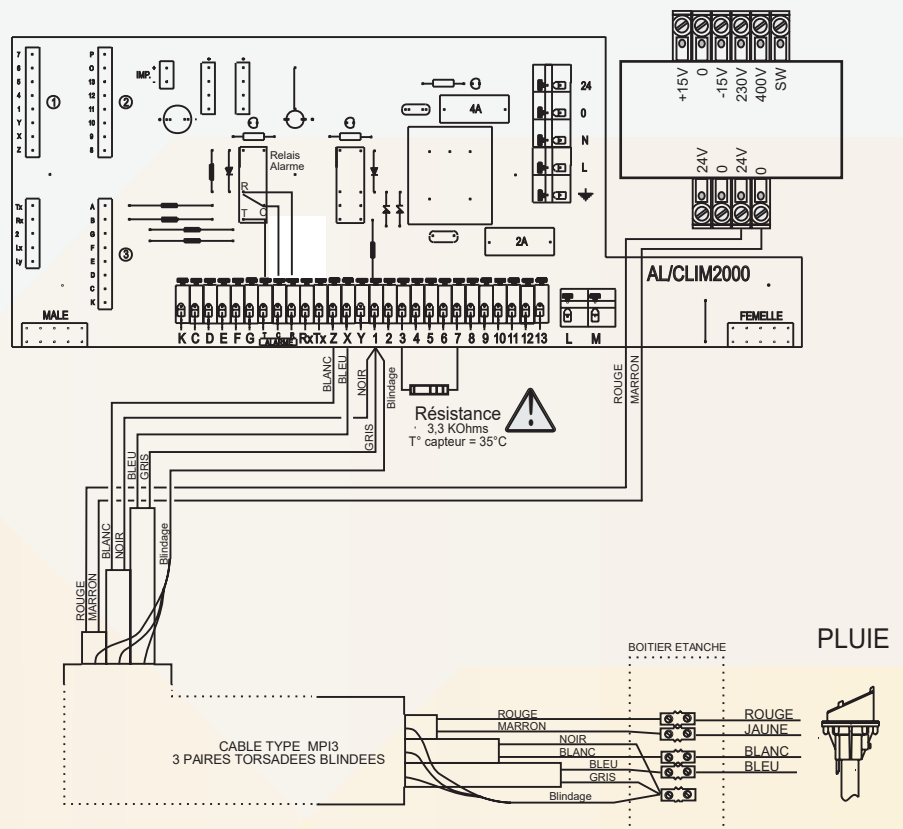 7
6
5
4
1
Y
X
Z
①
P
O
13
12
11
10
9
8
②
IMP.
+
-
Relais
Alarme
R
T C
4A
2A
24
0
N
L
+15V
0
-15V
230V
400V
SW
24V
0
24V
0
Tx
Rx
2
Lx
Ly
A
B
G
F
E
D
C
K
③
AL/CLIM2000
MALE
FEMELLE
K C D E F G T C R Rx Tx Z X Y 1 2 3 4 5 6 7 8 9 10 11 12 13
ALARME
L M
BLANC
BLEU
NOIR
GRIS
Blindage
ROUGE
MARRON
Résistance
3,3 KOhms
T° capteur = 35°C
!
BLEU
GRIS
BLANC
NOIR
Blindage
ROUGE
MARRON
CABLE TYPE MPI3
3 PAIRES TORSADEES BLINDEES
BOITIER ETANCHE
PLUIE
ROUGE
MARRON
NOIR
BLANC
BLEU
GRIS
Blindage
ROUGE
JAUNE
BLANC
BLEU